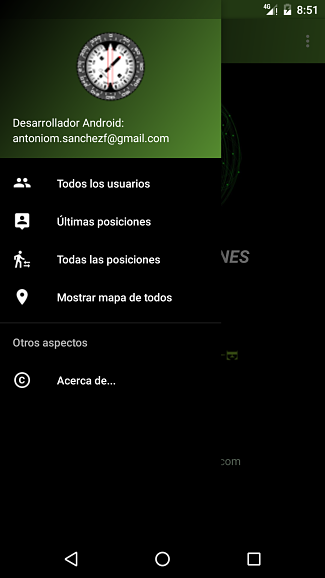 4G 8:51
Desarrollador Android:
antoniom.sanchezf@gmail.com
NES
Todos los usuarios
Últimas posiciones
Todas las posiciones
Mostrar mapa de todos
Otros aspectos
C Acerca de...
com